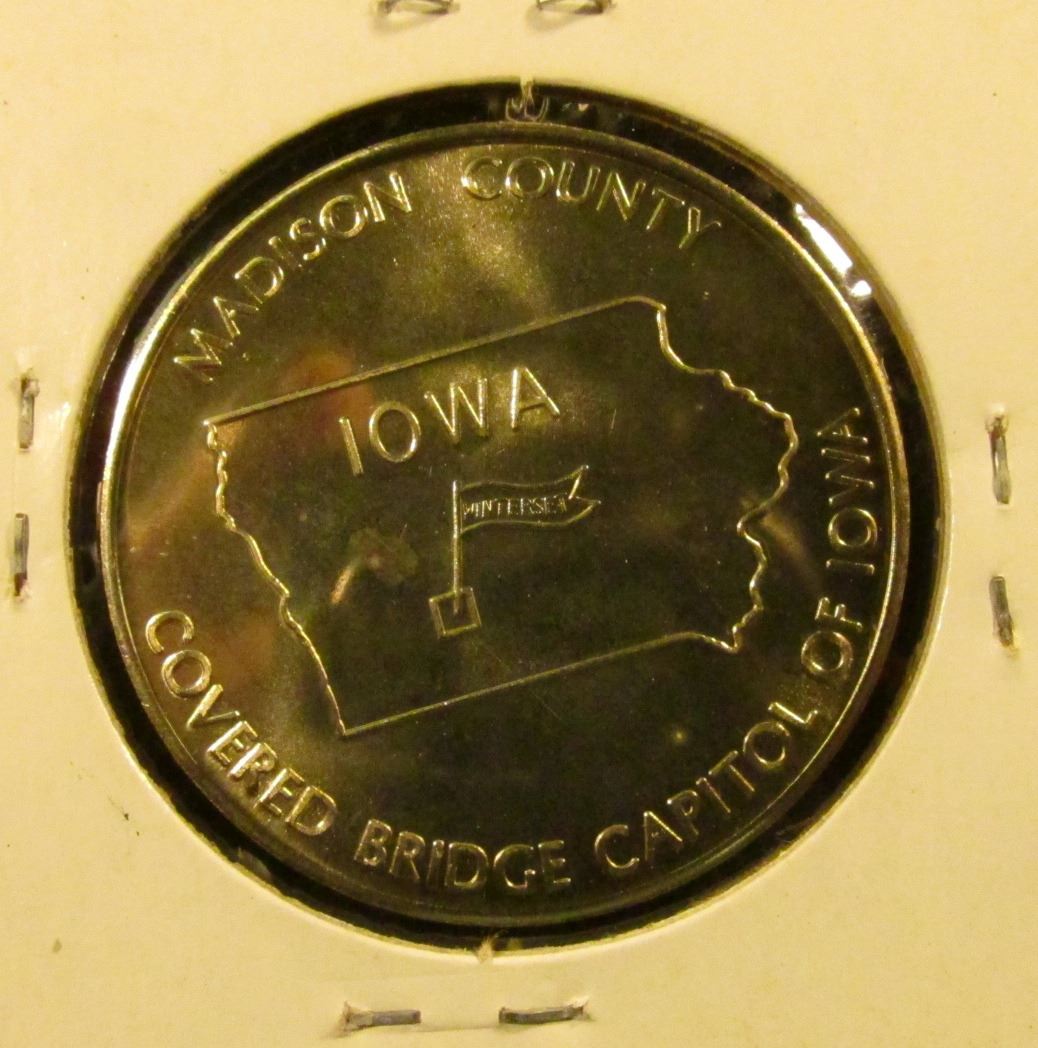 MADISON COUNTY
IOWA
WINTERSET
COVERED BRIDGE CAPITOL OF IOWA